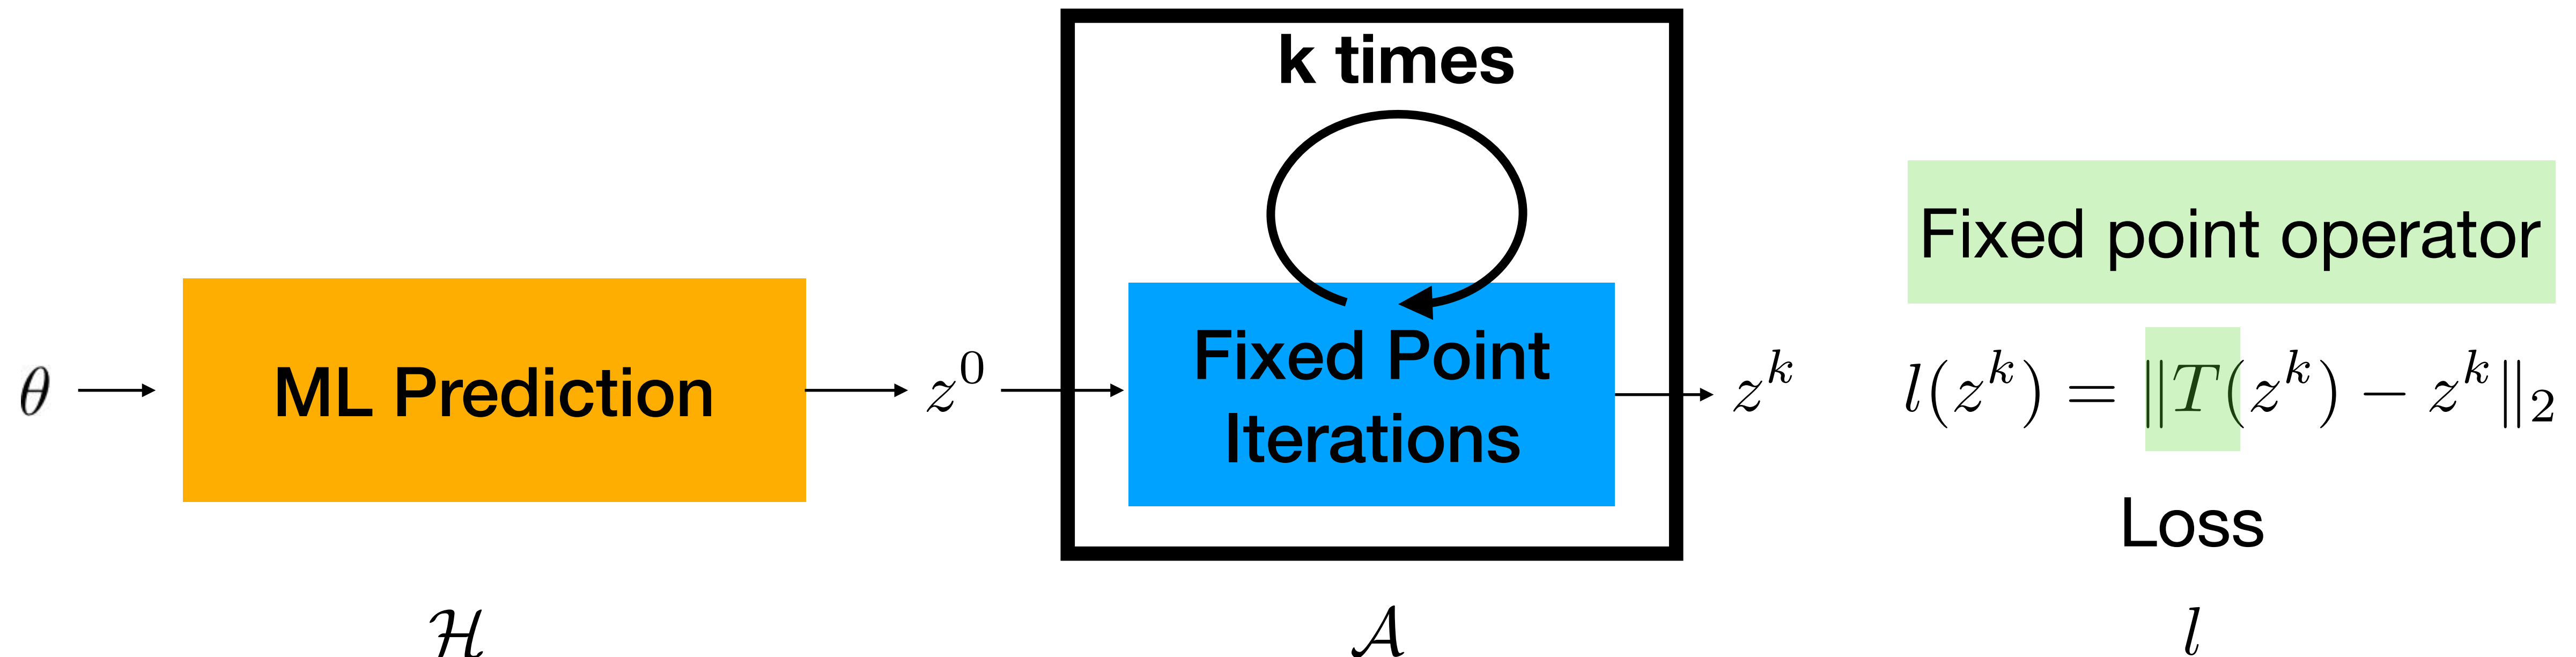 k times
Fixed point operator
θ
ML Prediction
z^0
Fixed Point
Iterations
z^k
l(z^k) = ‖T(z^k) − z^k‖_2
Loss
ℋ
𝒜
l